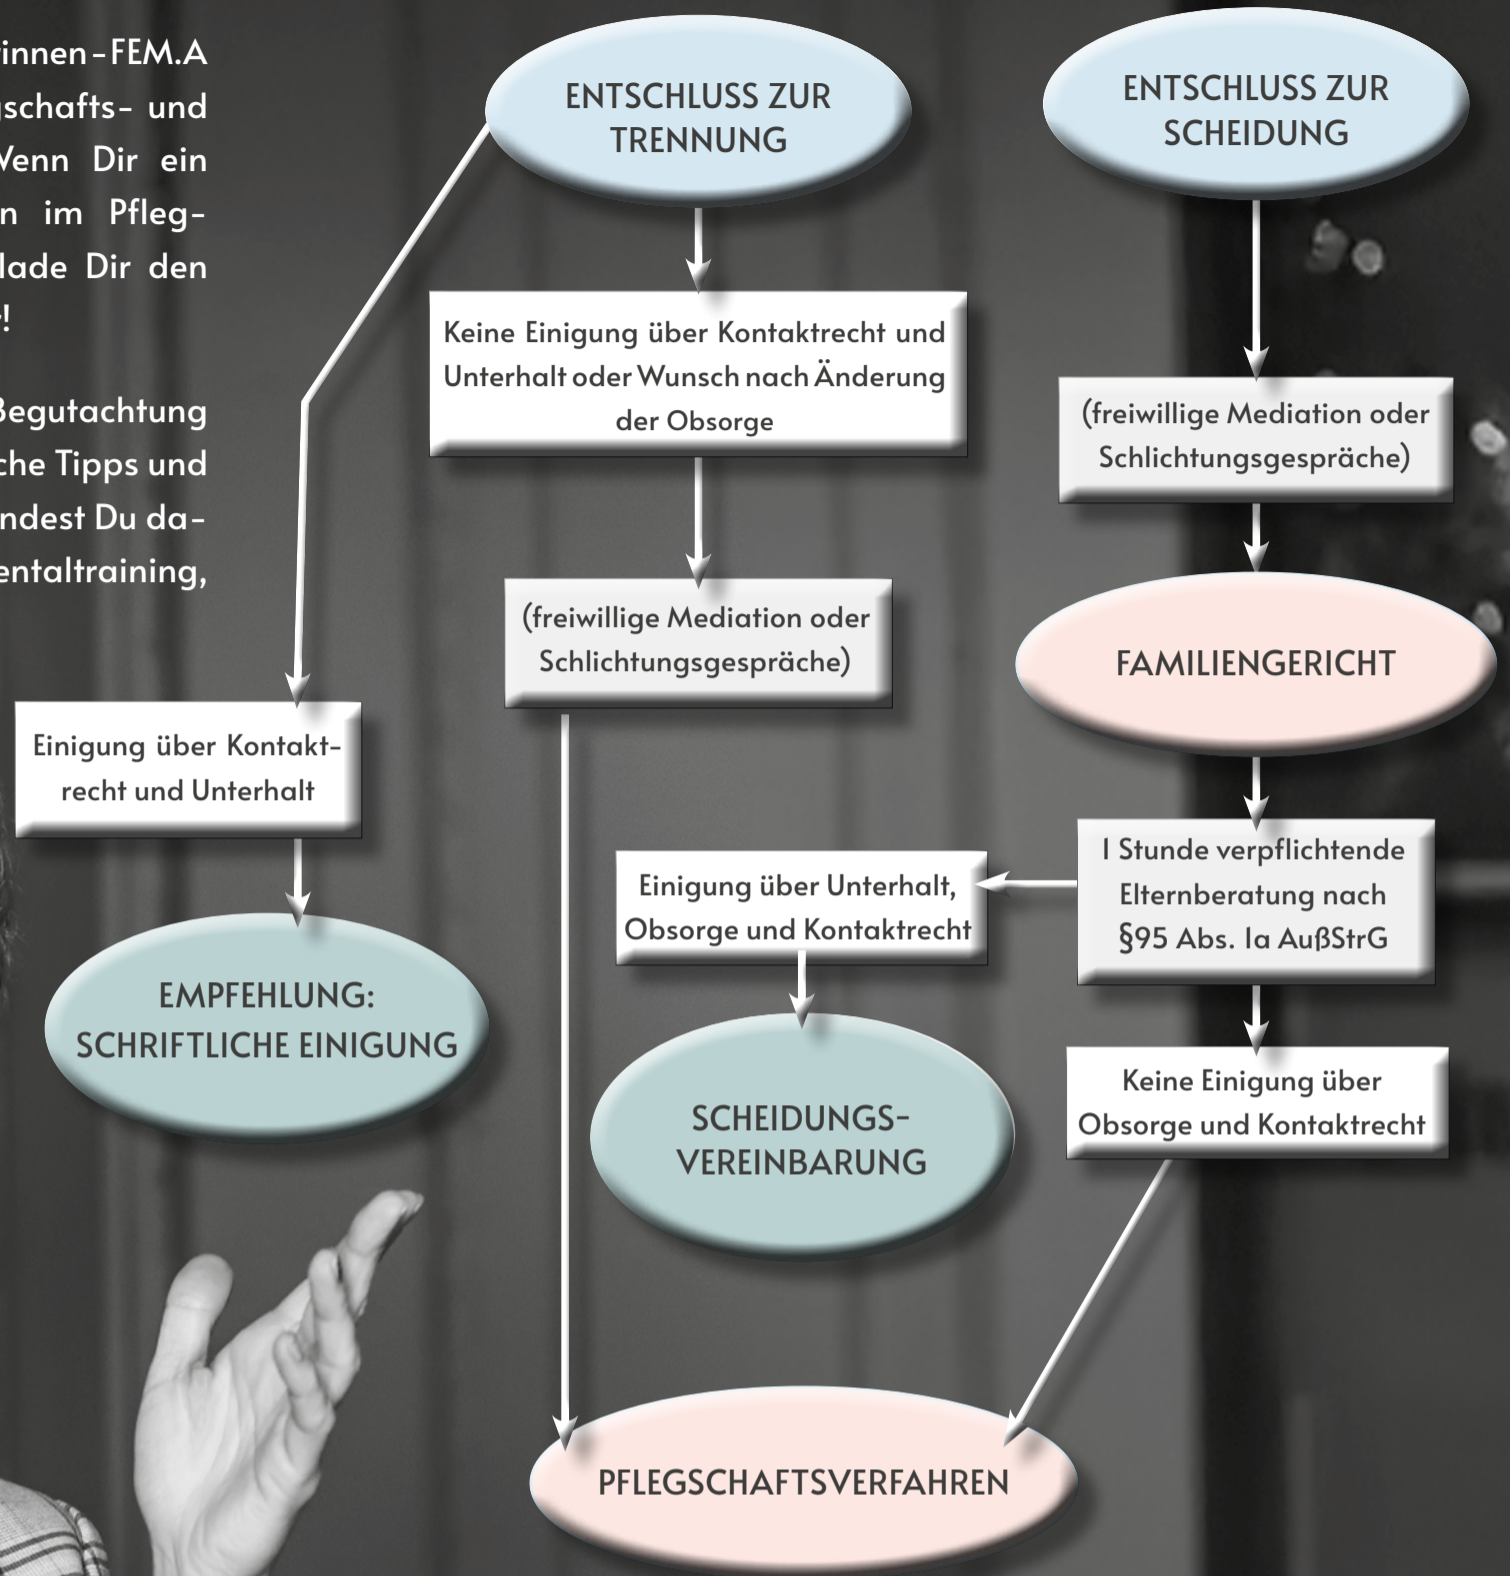 innen-FEM.A
schafts- und
Wenn Dir ein
im Pfleg-
lade Dir den
Begutachtung
Tipps und
Du da-
ENTSCHLUSS ZUR
TRENNUNG
ENTSCHLUSS ZUR
SCHEIDUNG
Keine Einigung über Kontaktrecht und
Unterhalt oder Wunsch nach Änderung
der Obsorge
(freiwillige Mediation oder
Schlichtungsgespräche)
(freiwillige Mediation oder
Schlichtungsgespräche)
FAMILIENGERICHT
Einigung über Kontakt-
recht und Unterhalt
1 Stunde verpflichtende
Elternberatung nach
§95 Abs. 1a AußStrG
Einigung über Unterhalt,
Obsorge und Kontaktrecht
EMPFEHLUNG:
SCHRIFTLICHE EINIGUNG
Keine Einigung über
Obsorge und Kontaktrecht
SCHEIDUNGS-
VEREINBARUNG
PFLEGSCHAFTSVERFAHREN